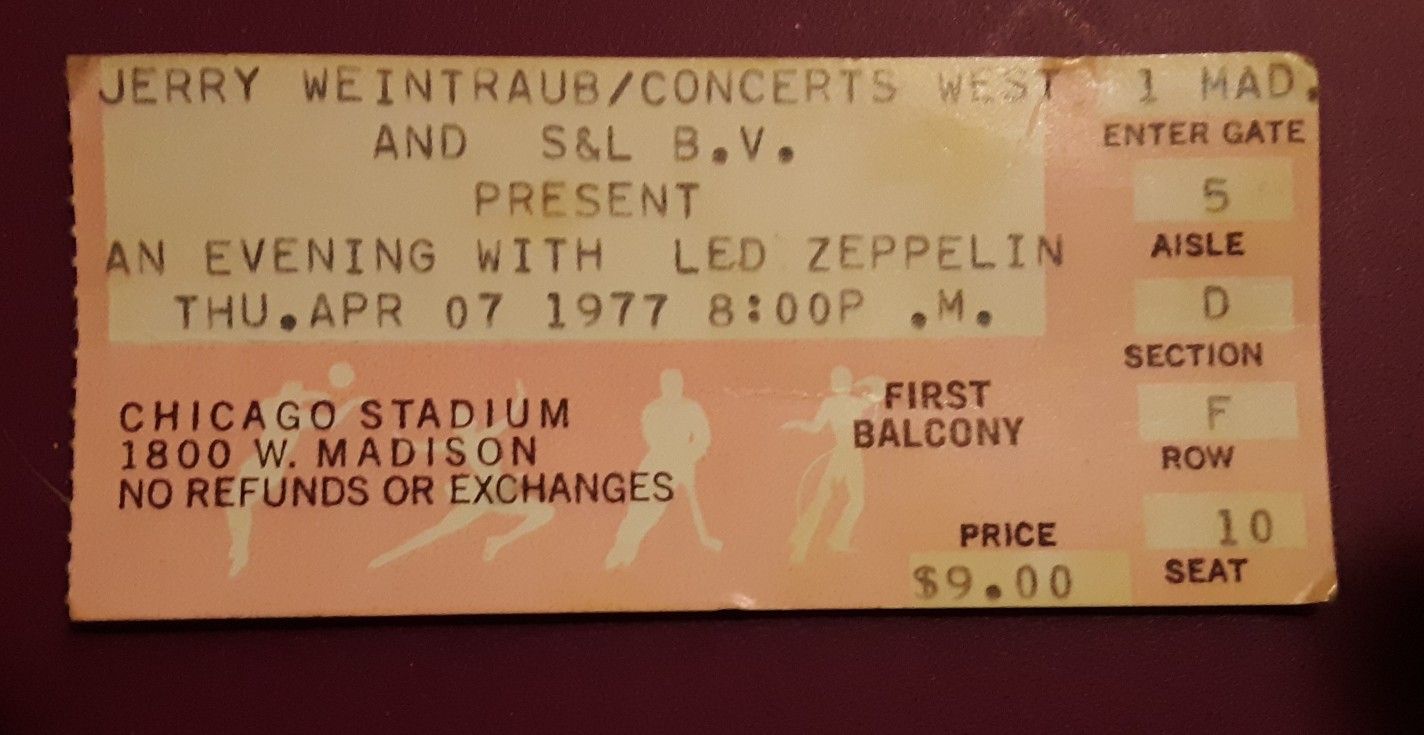 JERRY WEINTRAUB/CONCERTS WEST 1 MAD.
AND S&L B.V.
PRESENT
AN EVENING WITH LED ZEPPELIN
THU.APR 07 1977 8:00P .M.
CHICAGO STADIUM
1800 W. MADISON
NO REFUNDS OR EXCHANGES
FIRST
BALCONY
PRICE
$9.00
ENTER GATE
5
AISLE
D
SECTION
F
ROW
10
SEAT